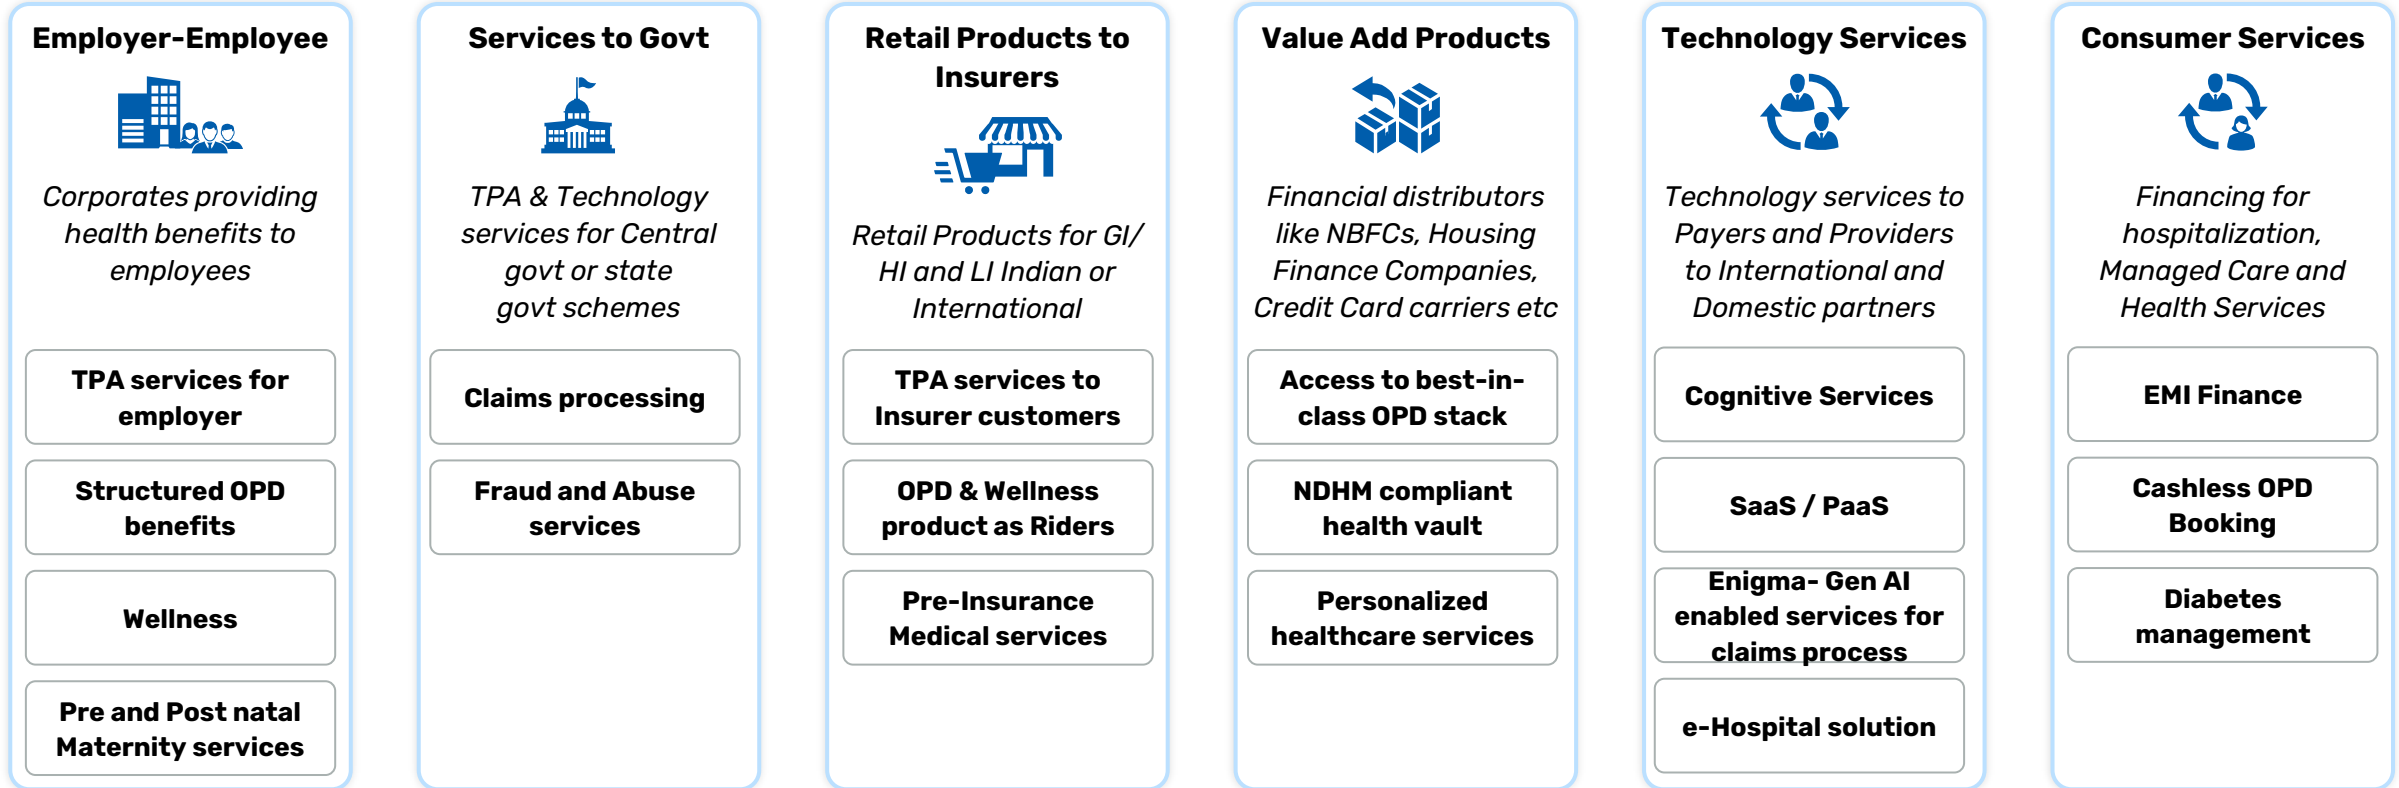 Employer-Employee
Corporates providing
health benefits to
employees
TPA services for
employer
Structured OPD
benefits
Wellness
Pre and Post natal
Maternity services
Services to Govt
TPA & Technology
services for Central
govt or state
govt schemes
Claims processing
Fraud and Abuse
services
Retail Products to
Insurers
Retail Products for GI/
HI and LI Indian or
International
TPA services to
Insurer customers
OPD & Wellness
product as Riders
Pre-Insurance
Medical services
Value Add Products
Financial distributors
like NBFCs, Housing
Finance Companies,
Credit Card carriers etc
Access to best-in-
class OPD stack
NDHM compliant
health vault
Personalized
healthcare services
Technology Services
Technology services to
Payers and Providers
to International and
Domestic partners
Cognitive Services
SaaS / PaaS
Enigma- Gen AI
enabled services for
claims process
e-Hospital solution
Consumer Services
Financing for
hospitalization,
Managed Care and
Health Services
EMI Finance
Cashless OPD
Booking
Diabetes
management